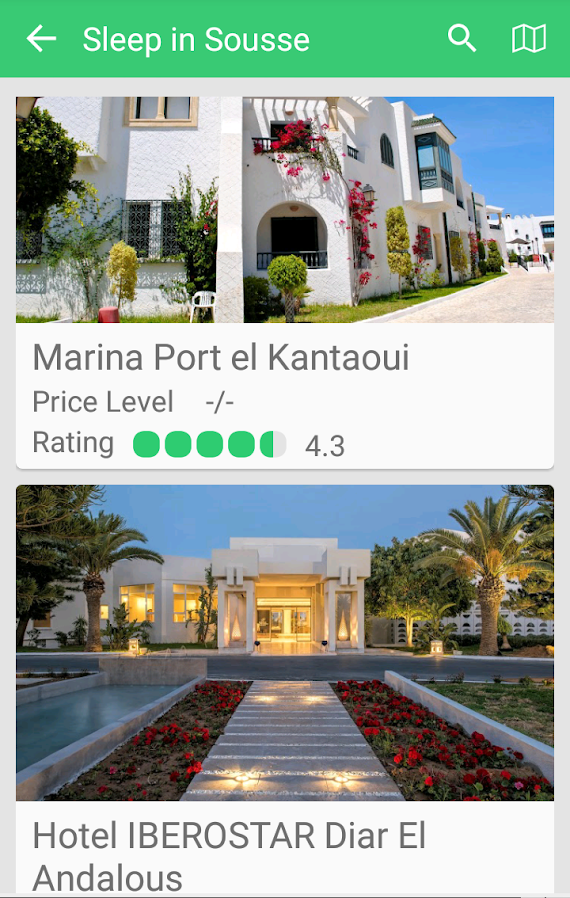 Sleep in Sousse
Marina Port el Kantaoui
Price Level -/-
Rating 4.3
Hotel IBEROSTAR Diar El
Andalous